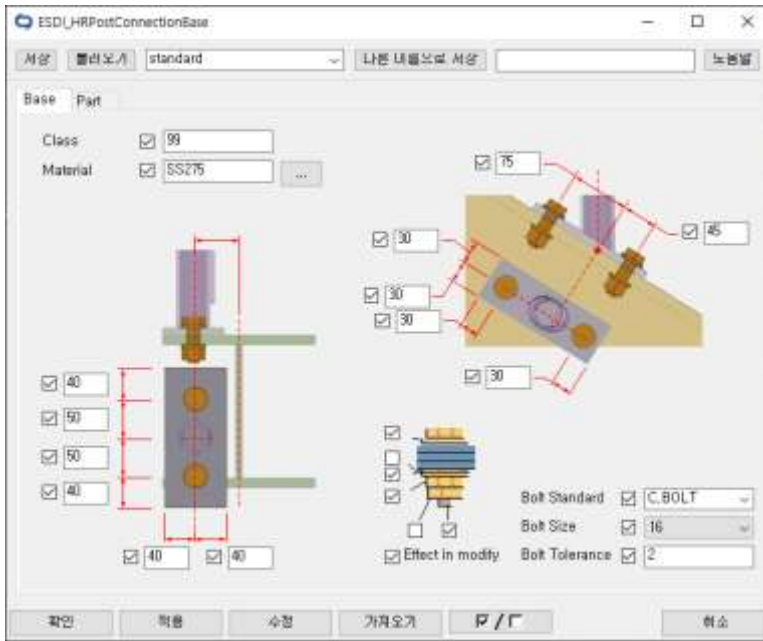 ESDI_HRPostConnectionBase
저장 불러오기 standard 다른 이름으로 저장 도움말
Base Part
Class 99
Material SS275 ...
75
45
30
30
30
30
40
50
50
40
40 40
Bolt Standard C.BOLT
Bolt Size 16
Effect in modify Bolt Tolerance 2
확인 적용 수정 가져오기 / 취소